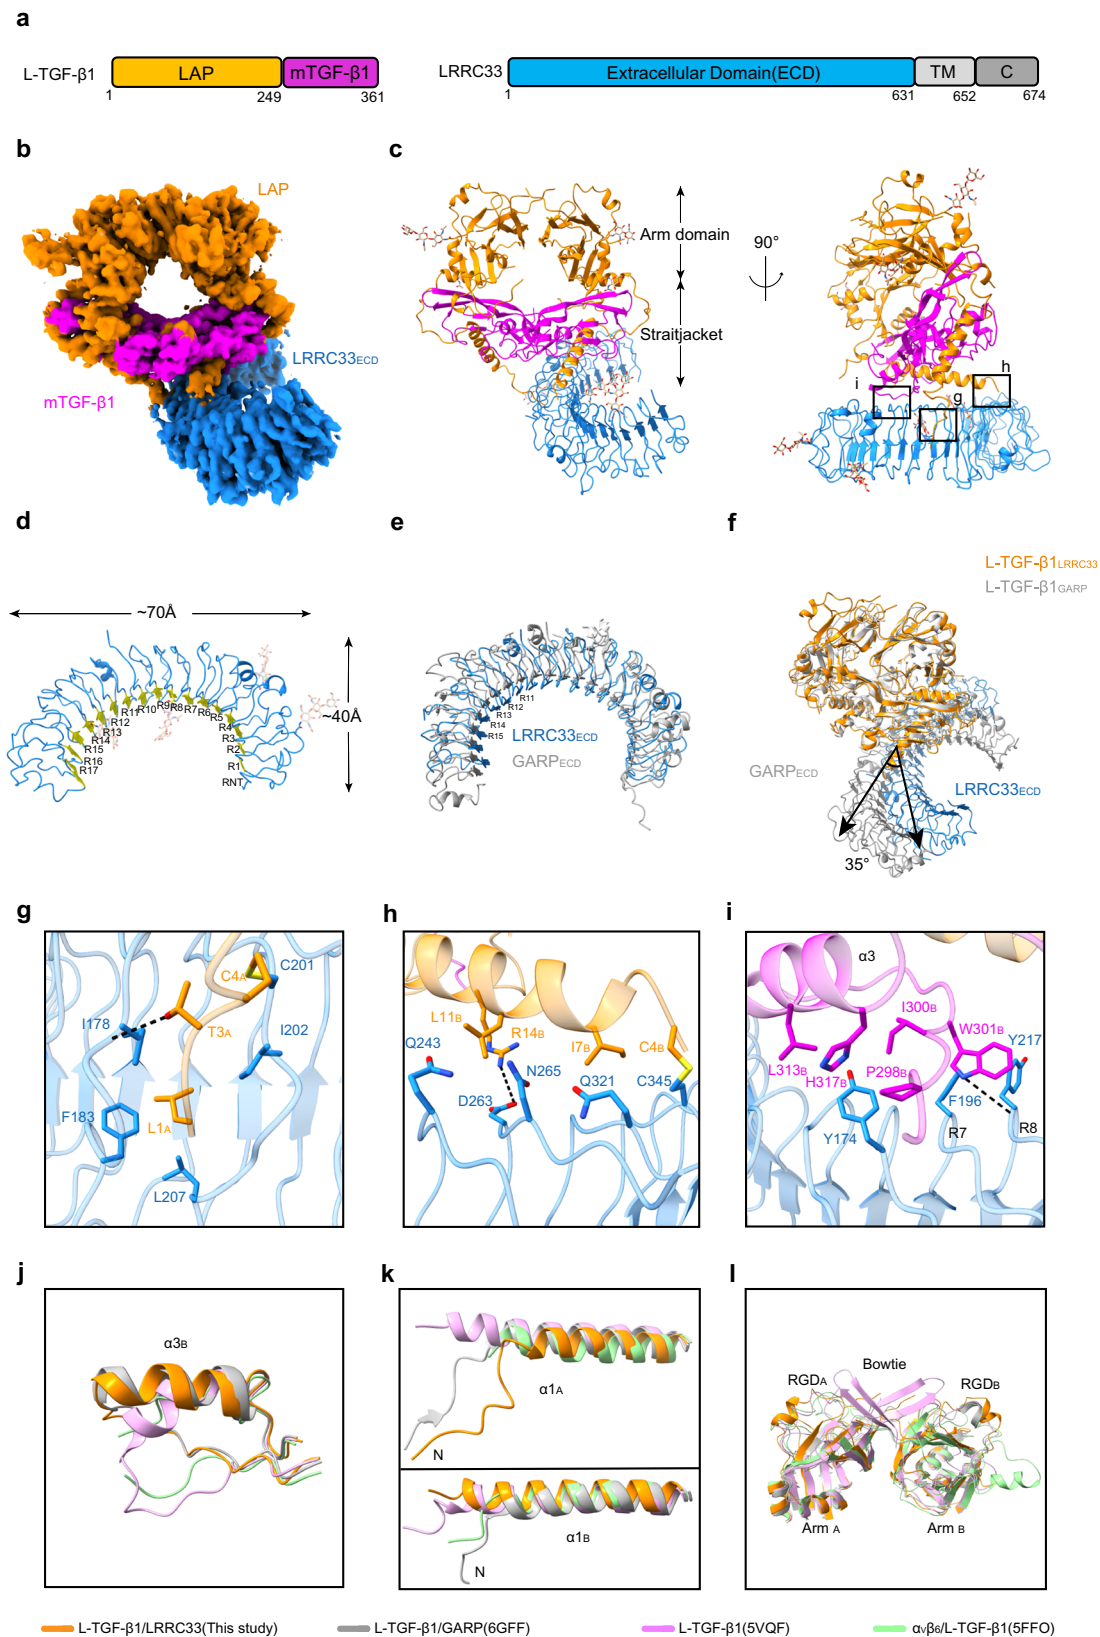 a
L-TGF-β1
LAP
mTGF-β1
1
249
361
LRRC33
Extracellular Domain(ECD)
TM
C
1
631
652
674
b
LAP
LRRC33ECD
mTGF-β1
c
Arm domain
Straitjacket
90°
i
h
g
d
~70Å
~40Å
R11
R10
R9
R8
R7
R6
R5
R4
R3
R2
R1
RNT
R12
R13
R14
R15
R16
R17
e
R11
R12
R13
R14
R15
LRRC33ECD
GARPECD
f
L-TGF-β1LRRC33
L-TGF-β1GARP
GARPECD
LRRC33ECD
35°
g
C4A
C201
I178
T3A
I202
F183
L1A
L207
h
L11B
R14B
Q243
I7B
C4B
N265
Q321
C345
D263
i
α3
I300B
W301B
Y217
L313B
H317B
P298B
F196
Y174
R7
R8
j
α3B
k
α1A
N
α1B
N
l
Bowtie
RGDA
RGDB
Arm A
Arm B
L-TGF-β1/LRRC33(This study)
L-TGF-β1/GARP(6GFF)
L-TGF-β1(5VQF)
αvβ6/L-TGF-β1(5FFO)